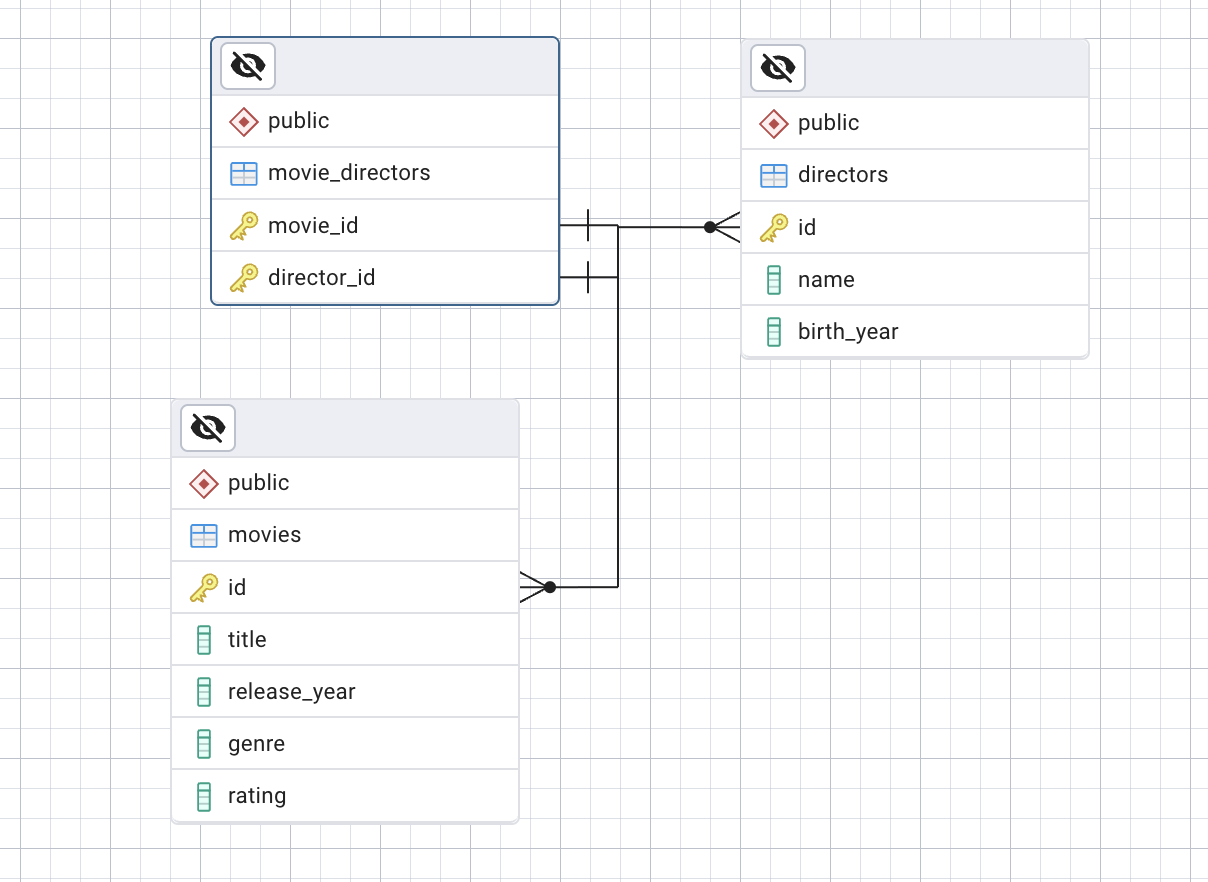 public
movie_directors
movie_id
director_id
public
directors
id
name
birth_year
public
movies
id
title
release_year
genre
rating